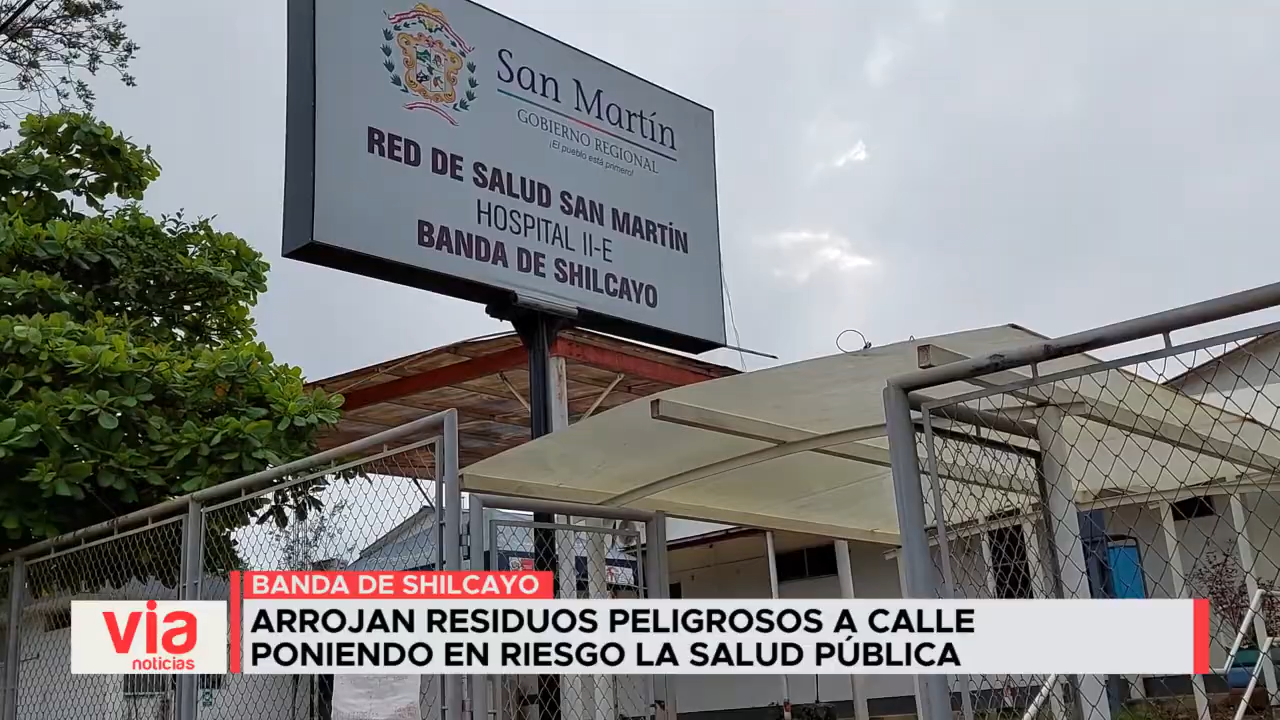 San Martín
GOBIERNO REGIONAL
¡El pueblo está primero!
RED DE SALUD SAN MARTÍN
HOSPITAL II-E
BANDA DE SHILCAYO
BANDA DE SHILCAYO
via
noticias
ARROJAN RESIDUOS PELIGROSOS A CALLE
PONIENDO EN RIESGO LA SALUD PÚBLICA